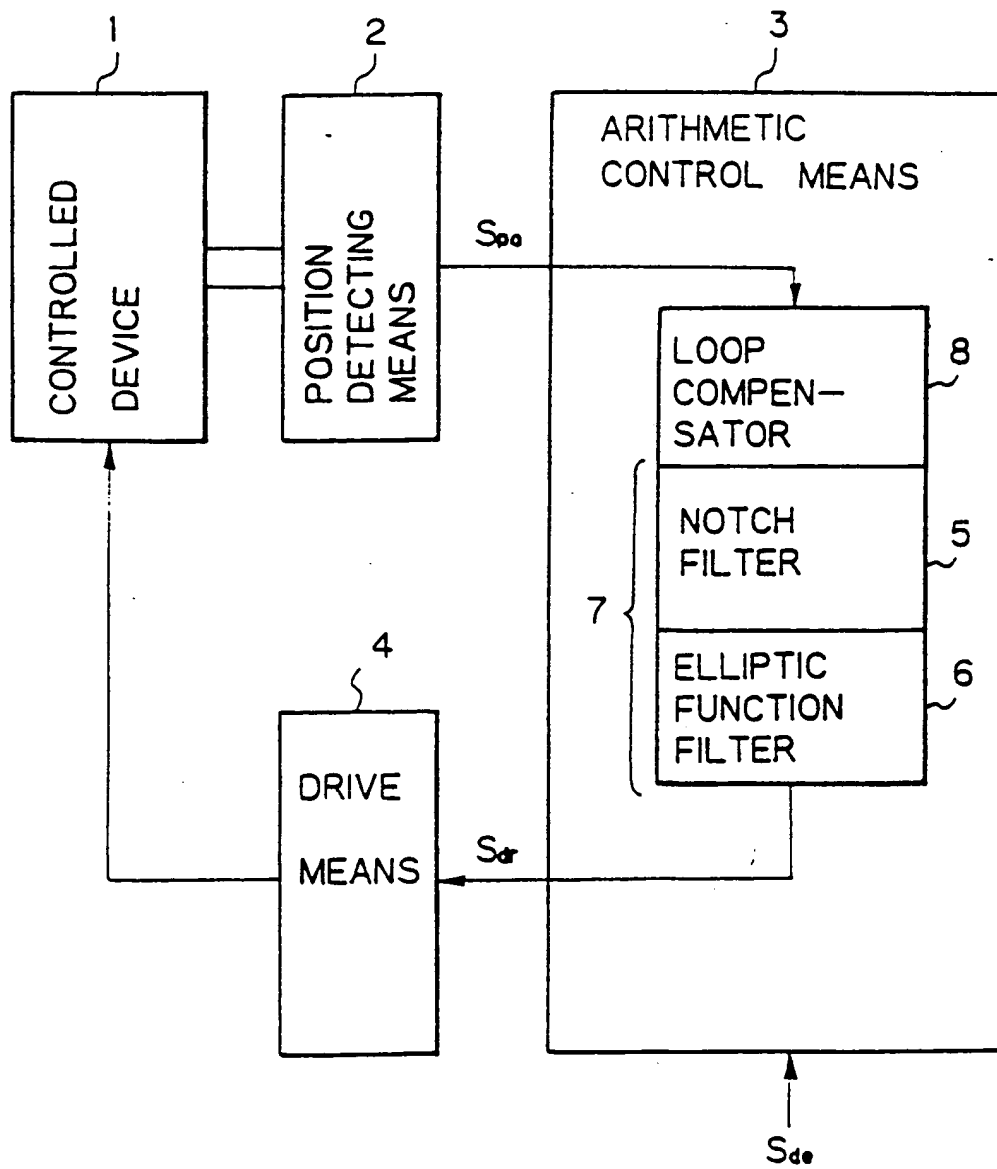 1
2
3
CONTROLLED
DEVICE
POSITION
DETECTING
MEANS
ARITHMETIC
CONTROL MEANS
Spa
LOOP
COMPEN-
SATOR
8
NOTCH
FILTER
5
7
ELLIPTIC
FUNCTION
FILTER
6
4
DRIVE
MEANS
Sdr
Sde